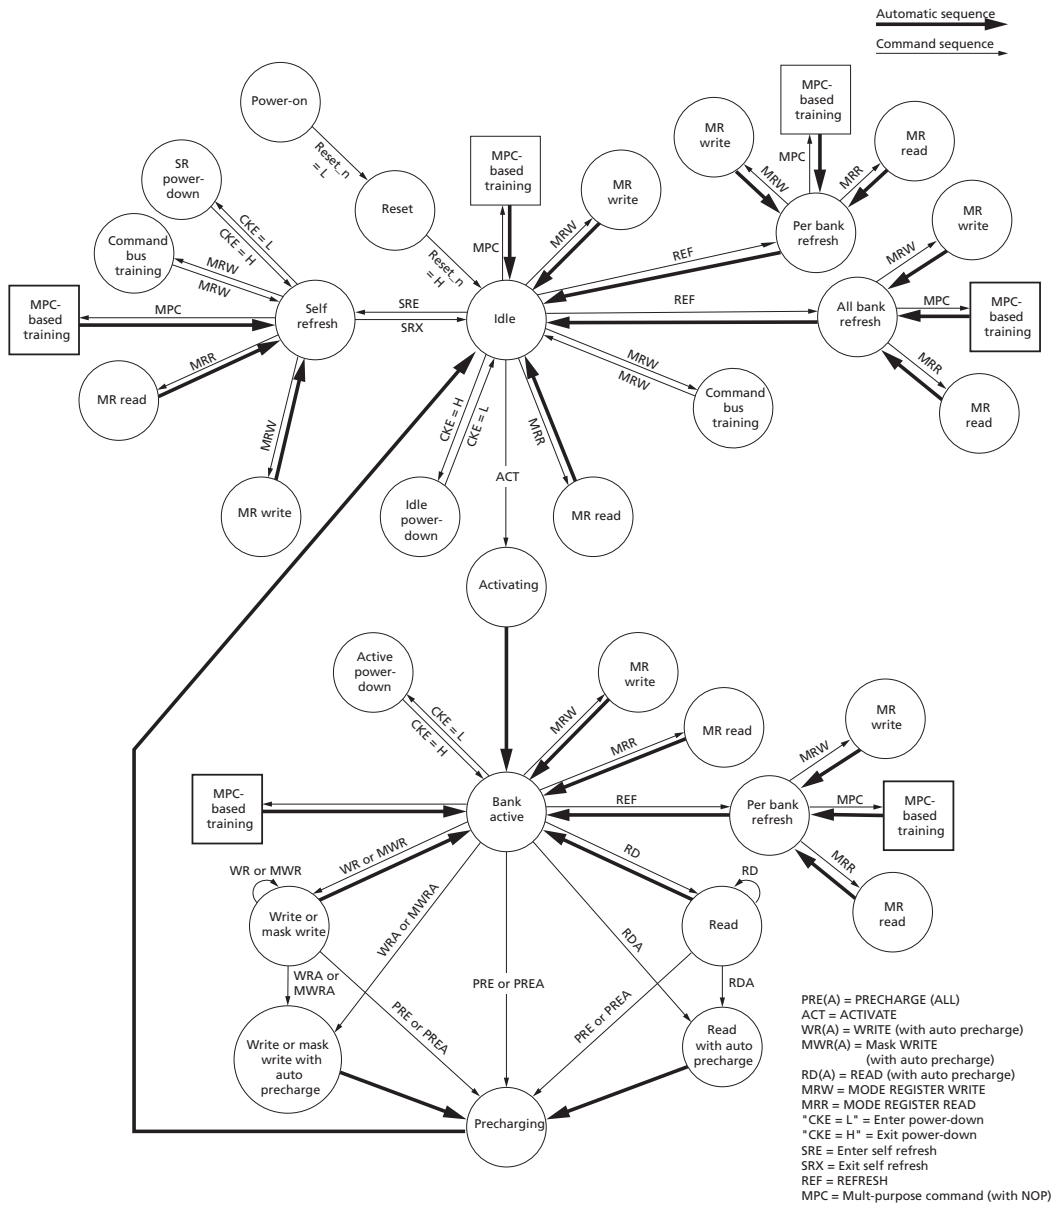 Automatic sequence
Command sequence
Power-on
Reset_n
= L
Reset
Reset_n
= H
SR
power-
down
CKE = L
CKE = H
Command
bus
training
MRW
MRW
MPC-
based
training
MPC
Self
refresh
MRR
MR read
MRW
MR write
SRE
SRX
Idle
MPC-
based
training
MPC
MR
write
MRW
REF
MR
write
MRW
MPC-
based
training
MPC
MR
read
MRR
Per bank
refresh
REF
All bank
refresh
MR
write
MRW
MPC
MPC-
based
training
MRR
MR
read
MRW
MRW
Command
bus
training
CKE = H
CKE = L
Idle
power-
down
MRR
MR read
ACT
Activating
Active
power-
down
CKE = L
CKE = H
MR
write
MRW
MR read
MRR
MPC-
based
training
Bank
active
REF
Per bank
refresh
MR
write
MRW
MPC
MPC-
based
training
MRR
MR
read
WR or MWR
WR or MWR
Write or
mask write
WRA or MWRA
RD
RD
Read
RDA
WRA or
MWRA
PRE or PREA
PRE or PREA
PRE or PREA
RDA
Write or mask
write with
auto
precharge
Read
with auto
precharge
Precharging
PRE(A) = PRECHARGE (ALL)
ACT = ACTIVATE
WR(A) = WRITE (with auto precharge)
MWR(A) = Mask WRITE
(with auto precharge)
RD(A) = READ (with auto precharge)
MRW = MODE REGISTER WRITE
MRR = MODE REGISTER READ
"CKE = L" = Enter power-down
"CKE = H" = Exit power-down
SRE = Enter self refresh
SRX = Exit self refresh
REF = REFRESH
MPC = Mult-purpose command (with NOP)